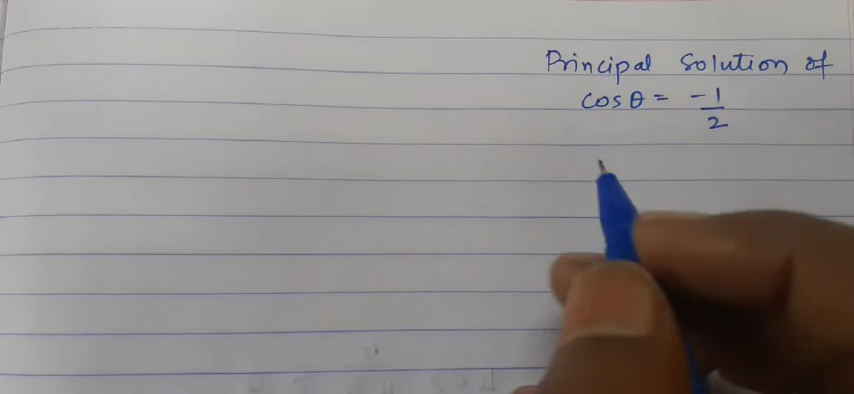 Principal Solution of
cos θ = -1/2